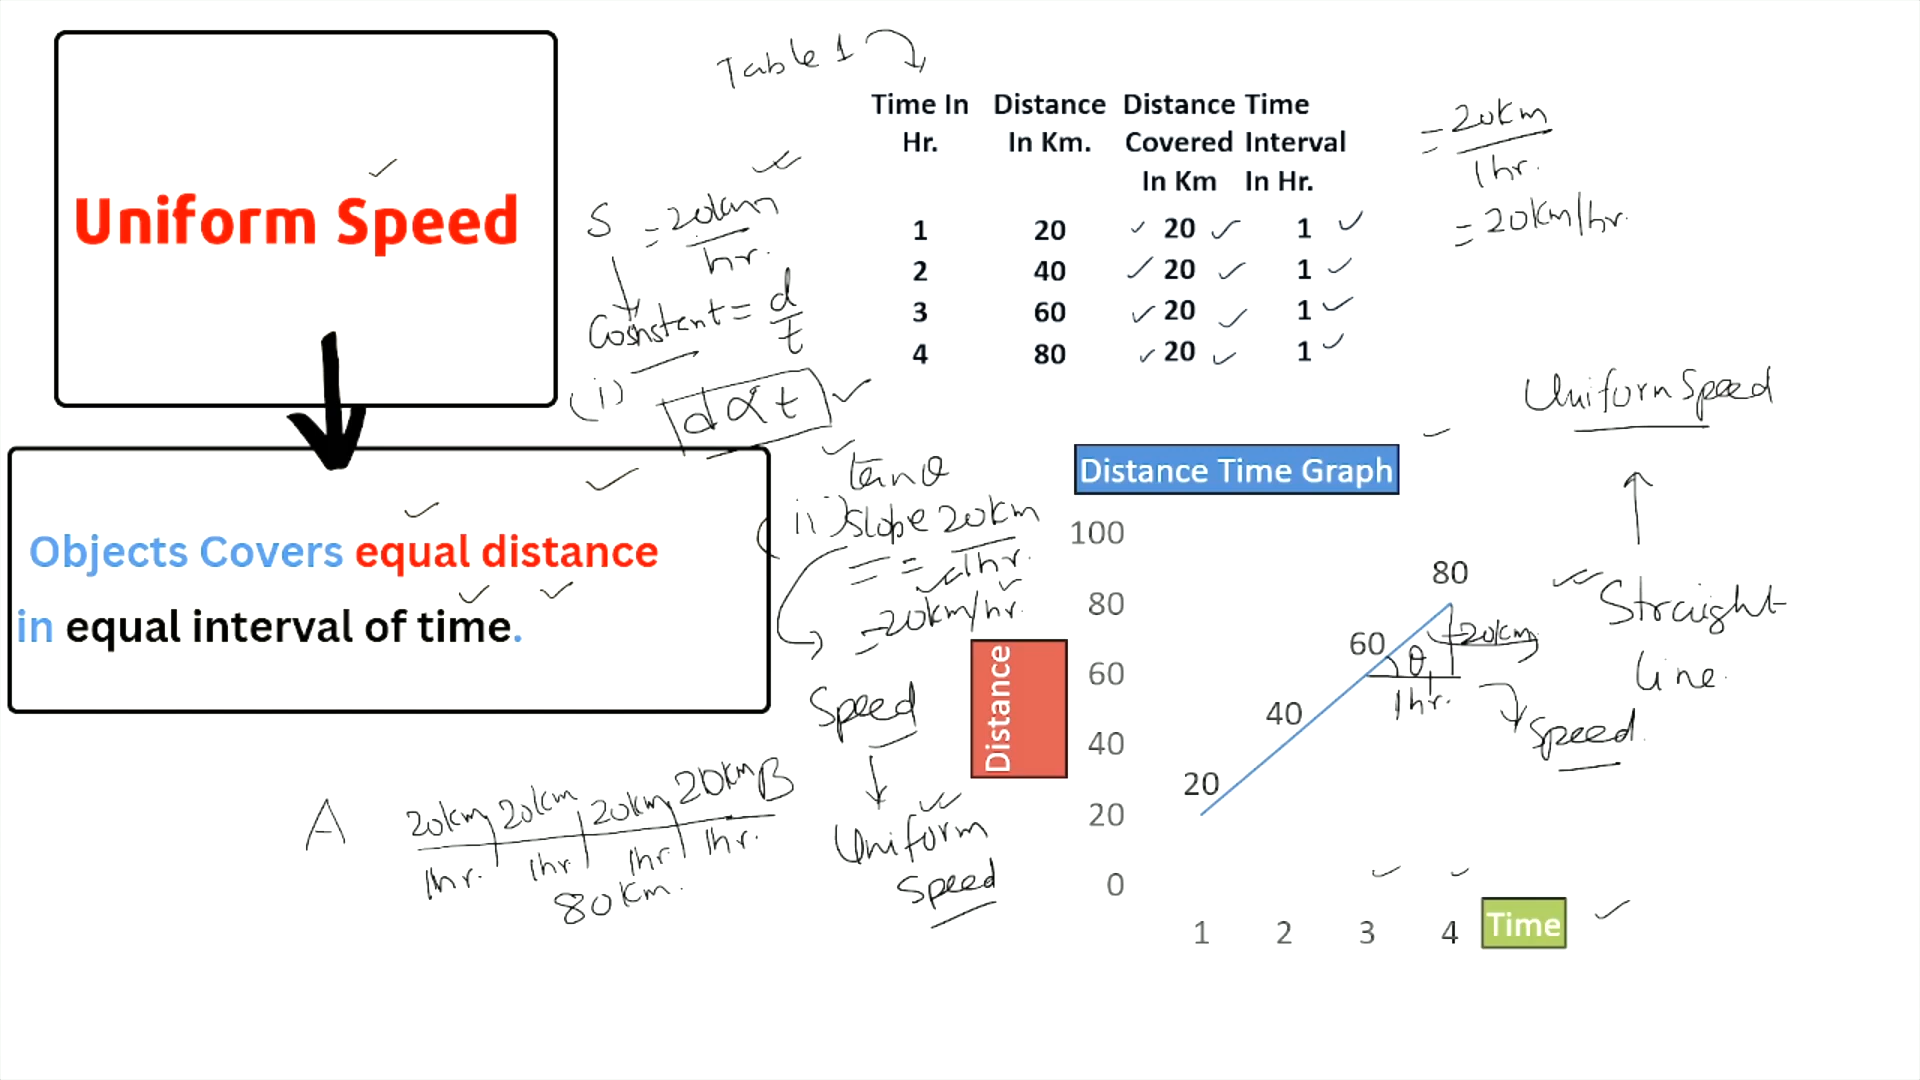 Uniform Speed
Objects Covers equal distance
in equal interval of time.
Table 1
Time In Distance Distance Time
Hr. In Km. Covered Interval
In Km In Hr.
1 20 20 1
2 40 20 1
3 60 20 1
4 80 20 1
= 20km
1hr.
= 20km/hr.
S = 20km
hr.
Constent = d
t
(i)
d α t
tanθ
(ii) slope 20km
= = 1hr.
= 20km/hr.
Speed
Uniform
Speed
A 20km 20km 20km 20km B
1hr. 1hr 1hr 1hr.
80km.
Distance Time Graph
100
80
60
40
20
0
Distance
20
40
60
80
θ
20km
1hr.
Speed
1 2 3 4
Time
Uniform Speed
Straight
line.